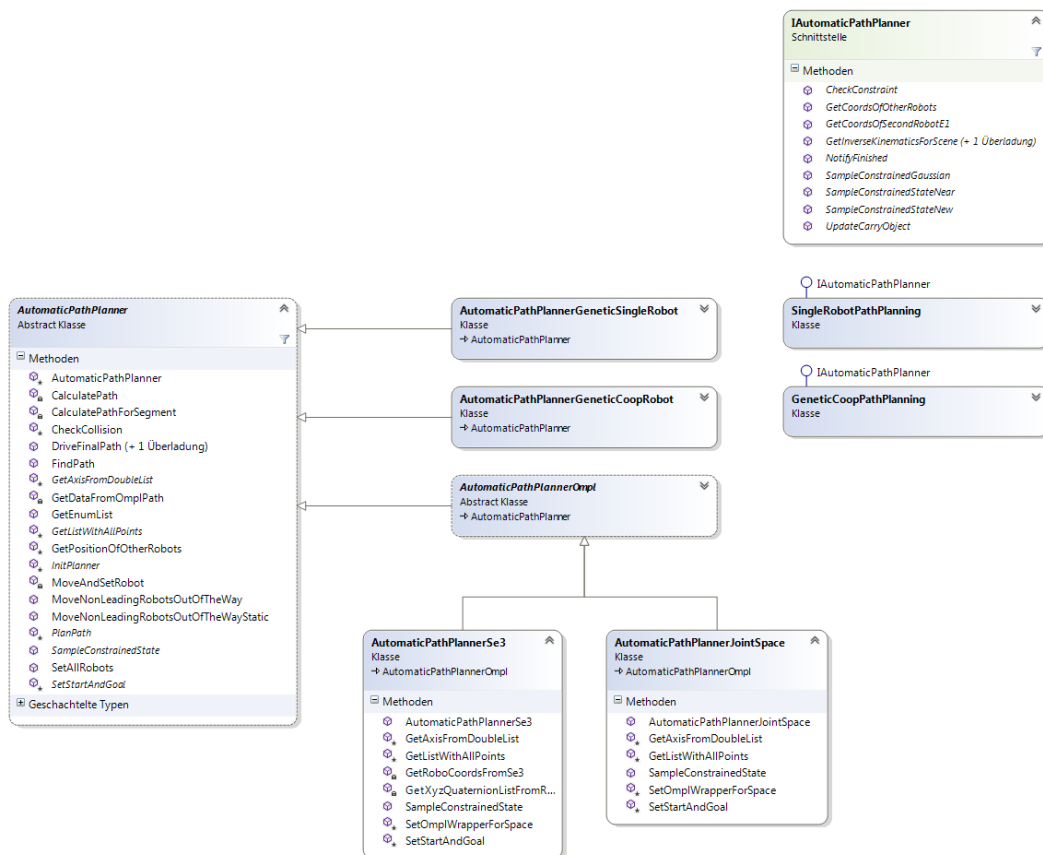 IAutomaticPathPlanner
Schnittstelle
Methoden
CheckConstraint
GetCoordsOfOtherRobots
GetCoordsOfSecondRobotE1
GetInverseKinematicsForScene (+ 1 Überladung)
NotifyFinished
SampleConstrainedGaussian
SampleConstrainedStateNear
SampleConstrainedStateNew
UpdateCarryObject
AutomaticPathPlanner
Abstract Klasse
Methoden
AutomaticPathPlanner
CalculatePath
CalculatePathForSegment
CheckCollision
DriveFinalPath (+ 1 Überladung)
FindPath
GetAxisFromDoubleList
GetDataFromOmplPath
GetEnumList
GetListWithAllPoints
GetPositionOfOtherRobots
InitPlanner
MoveAndSetRobot
MoveNonLeadingRobotsOutOfTheWay
MoveNonLeadingRobotsOutOfTheWayStatic
PlanPath
SampleConstrainedState
SetAllRobots
SetStartAndGoal
Geschachtelte Typen
AutomaticPathPlannerGeneticSingleRobot
Klasse
AutomaticPathPlanner
AutomaticPathPlannerGeneticCoopRobot
Klasse
AutomaticPathPlanner
AutomaticPathPlannerOmpl
Abstract Klasse
AutomaticPathPlanner
IAutomaticPathPlanner
SingleRobotPathPlanning
Klasse
IAutomaticPathPlanner
GeneticCoopPathPlanning
Klasse
AutomaticPathPlannerSe3
Klasse
AutomaticPathPlannerOmpl
Methoden
AutomaticPathPlannerSe3
GetAxisFromDoubleList
GetListWithAllPoints
GetRoboCoordsFromSe3
GetXyzQuaternionListFromR...
SampleConstrainedState
SetOmplWrapperForSpace
SetStartAndGoal
AutomaticPathPlannerJointSpace
Klasse
AutomaticPathPlannerOmpl
Methoden
AutomaticPathPlannerJointSpace
GetAxisFromDoubleList
GetListWithAllPoints
SampleConstrainedState
SetOmplWrapperForSpace
SetStartAndGoal